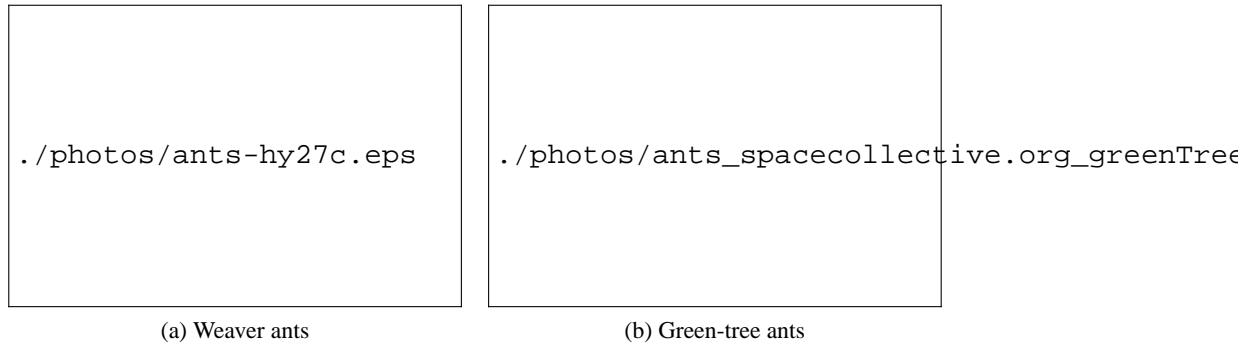 ./photos/ants-hy27c.eps
./photos/ants_spacecollective.org_greenTree
(a) Weaver ants
(b) Green-tree ants